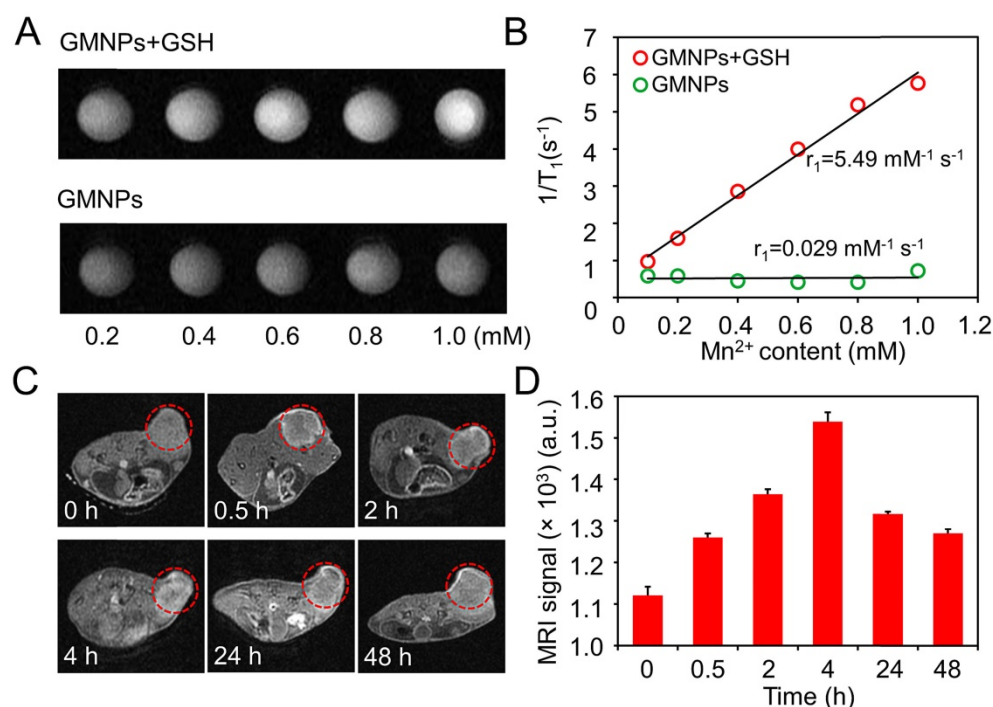 A
GMNPs+GSH
GMNPs
0.2 0.4 0.6 0.8 1.0 (mM)
B
7
6
5
4
3
2
1
0
1/T₁(s⁻¹)
GMNPs+GSH
GMNPs
r₁=5.49 mM⁻¹ s⁻¹
r₁=0.029 mM⁻¹ s⁻¹
0 0.2 0.4 0.6 0.8 1.0 1.2
Mn²⁺ content (mM)
C
0 h 0.5 h 2 h
4 h 24 h 48 h
D
1.6
1.5
1.4
1.3
1.2
1.1
1.0
MRI signal (× 10³) (a.u.)
0 0.5 2 4 24 48
Time (h)